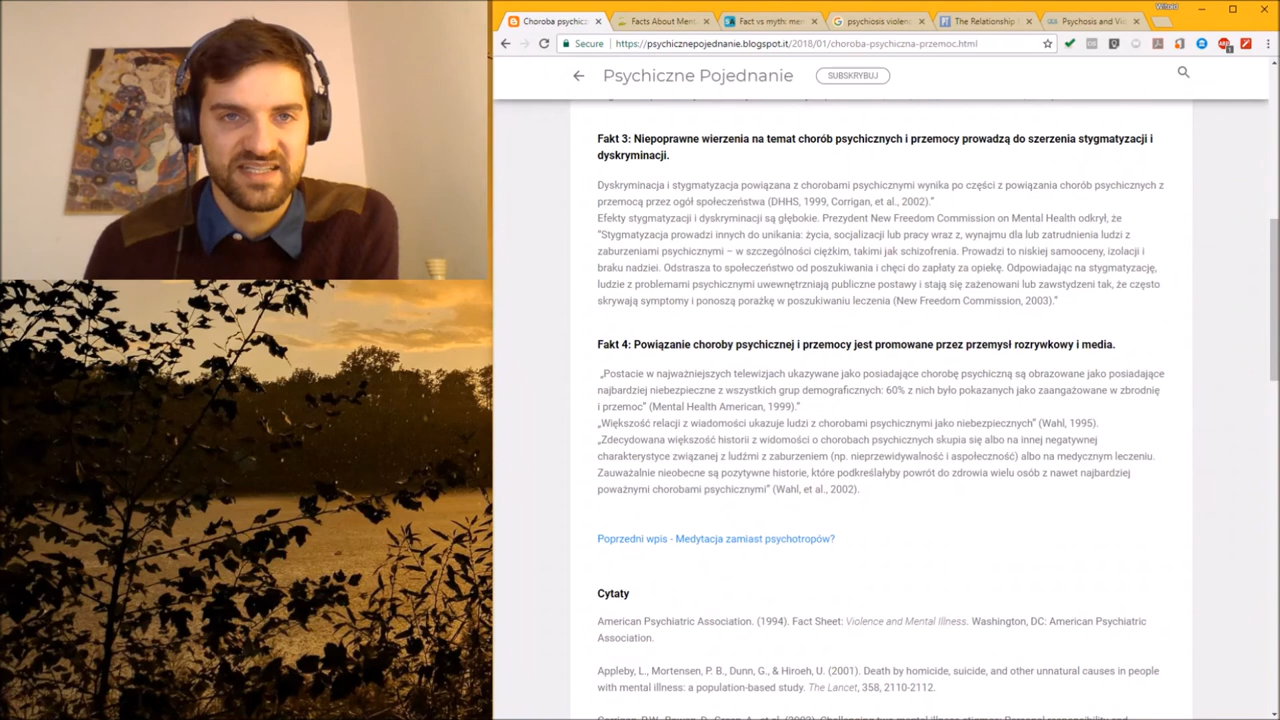 Witold
Choroba psychicz
Facts About Ment
Fact vs myth: men
psychiosis violenc
The Relationship
Psychosis and Vi
Secure
https://psychicznepojednanie.blogspot.it/2018/01/choroba-psychiczna-przemoc.html
Psychiczne Pojednanie
SUBSKRYBUJ
Fakt 3: Niepoprawne wierzenia na temat chorób psychicznych i przemocy prowadzą do szerzenia stygmatyzacji i
dyskryminacji.
Dyskryminacja i stygmatyzacja powiązana z chorobami psychicznymi wynika po części z powiązania chorób psychicznych z
przemocą przez ogół społeczeństwa (DHHS, 1999, Corrigan, et al., 2002).”
Efekty stygmatyzacji i dyskryminacji są głębokie. Prezydent New Freedom Commission on Mental Health odkrył, że
“Stygmatyzacja prowadzi innych do unikania: życia, socjalizacji lub pracy wraz z, wynajmu dla lub zatrudnienia ludzi z
zaburzeniami psychicznymi – w szczególności ciężkim, takimi jak schizofrenia. Prowadzi to niskiej samooceny, izolacji i
braku nadziei. Odstrasza to społeczeństwo od poszukiwania i chęci do zapłaty za opiekę. Odpowiadając na stygmatyzację,
ludzie z problemami psychicznymi uwewnętrzniają publiczne postawy i stają się zażenowani lub zawstydzeni tak, że często
skrywają symptomy i ponoszą porażkę w poszukiwaniu leczenia (New Freedom Commission, 2003).”
Fakt 4: Powiązanie choroby psychicznej i przemocy jest promowane przez przemysł rozrywkowy i media.
„Postacie w najważniejszych telewizjach ukazywane jako posiadające chorobę psychiczną są obrazowane jako posiadające
najbardziej niebezpieczne z wszystkich grup demograficznych: 60% z nich było pokazanych jako zaangażowane w zbrodnię
i przemoc” (Mental Health American, 1999).”
„Większość relacji z wiadomości ukazuje ludzi z chorobami psychicznymi jako niebezpiecznych” (Wahl, 1995).
„Zdecydowana większość historii z widomości o chorobach psychicznych skupia się albo na innej negatywnej
charakterystyce związanej z ludźmi z zaburzeniem (np. nieprzewidywalność i aspołeczność) albo na medycznym leczeniu.
Zauważalnie nieobecne są pozytywne historie, które podkreślałyby powrót do zdrowia wielu osób z nawet najbardziej
poważnymi chorobami psychicznymi” (Wahl, et al., 2002).
Poprzedni wpis - Medytacja zamiast psychotropów?
Cytaty
American Psychiatric Association. (1994). Fact Sheet: Violence and Mental Illness. Washington, DC: American Psychiatric
Association.
Appleby, L., Mortensen, P. B., Dunn, G., & Hiroeh, U. (2001). Death by homicide, suicide, and other unnatural causes in people
with mental illness: a population-based study. The Lancet, 358, 2110-2112.